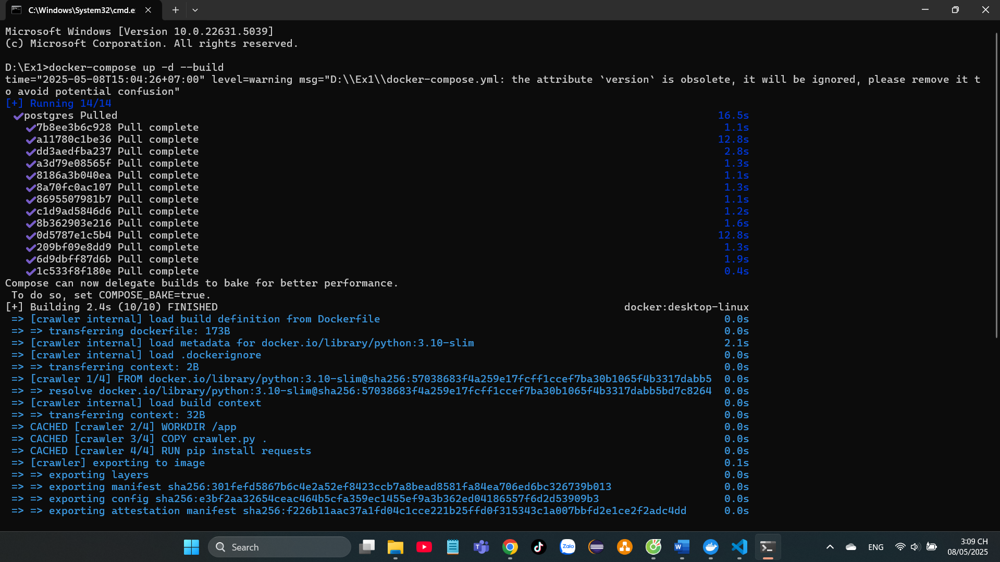 C:\Windows\System32\cmd.e
Microsoft Windows [Version 10.0.22631.5039]
(c) Microsoft Corporation. All rights reserved.
D:\Ex1>docker-compose up -d --build
time="2025-05-08T15:04:26+07:00" level=warning msg="D:\\Ex1\\docker-compose.yml: the attribute `version` is obsolete, it will be ignored, please remove it t
o avoid potential confusion"
[+] Running 14/14
postgres Pulled 16.5s
7b8ee3b6c928 Pull complete 1.1s
a11780c1be36 Pull complete 12.8s
dd3aedfba237 Pull complete 2.8s
a3d79e08565f Pull complete 1.3s
8186a3b040ea Pull complete 1.1s
8a70fc0ac107 Pull complete 1.3s
8695507981b7 Pull complete 1.1s
c1d9ad5846d6 Pull complete 1.2s
8b362903e216 Pull complete 1.6s
0d5787e1c5b4 Pull complete 12.8s
209bf09e8dd9 Pull complete 1.3s
6d9dbff87d6b Pull complete 1.9s
1c533f8f180e Pull complete 0.4s
Compose can now delegate builds to bake for better performance.
To do so, set COMPOSE_BAKE=true.
[+] Building 2.4s (10/10) FINISHED docker:desktop-linux
=> [crawler internal] load build definition from Dockerfile 0.0s
=> => transferring dockerfile: 173B 0.0s
=> [crawler internal] load metadata for docker.io/library/python:3.10-slim 2.1s
=> [crawler internal] load .dockerignore 0.0s
=> => transferring context: 2B 0.0s
=> [crawler 1/4] FROM docker.io/library/python:3.10-slim@sha256:57038683f4a259e17fcff1ccef7ba30b1065f4b3317dabb5 0.0s
=> => resolve docker.io/library/python:3.10-slim@sha256:57038683f4a259e17fcff1ccef7ba30b1065f4b3317dabb5bd7c8264 0.0s
=> [crawler internal] load build context 0.0s
=> => transferring context: 32B 0.0s
=> CACHED [crawler 2/4] WORKDIR /app 0.0s
=> CACHED [crawler 3/4] COPY crawler.py . 0.0s
=> CACHED [crawler 4/4] RUN pip install requests 0.0s
=> [crawler] exporting to image 0.1s
=> => exporting layers 0.0s
=> => exporting manifest sha256:301fefd5867b6c4e2a52ef8423ccb7a8bead8581fa84ea706ed6bc326739b013 0.0s
=> => exporting config sha256:e3bf2aa32654ceac464b5cfa359ec1455ef9a3b362ed04186557f6d2d53909b3 0.0s
=> => exporting attestation manifest sha256:f226b11aac37a1fd04c1cce221b25ffd0f315343c1a007bbfd2e1ce2f2adc4dd 0.0s
Search
Zalo
ENG
3:09 CH
08/05/2025